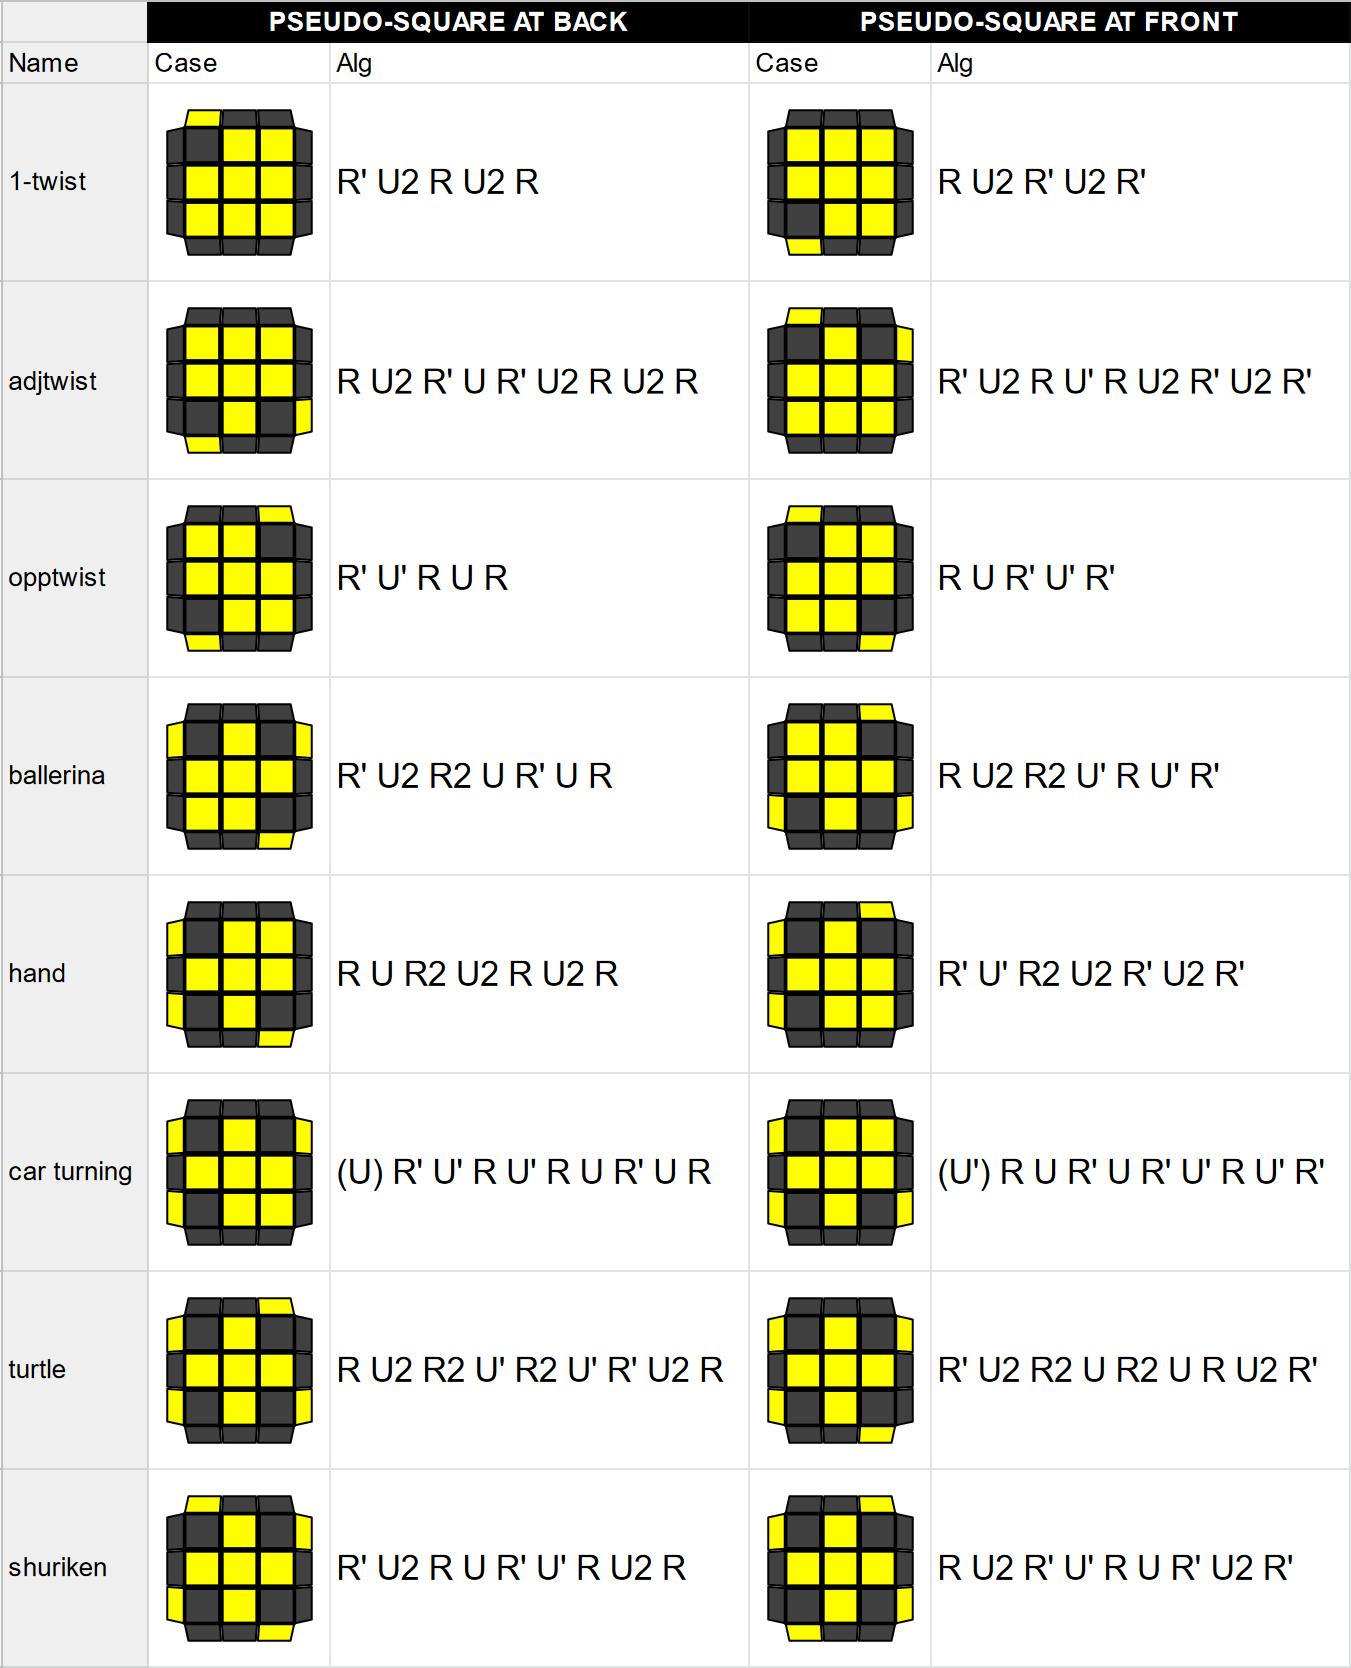 PSEUDO-SQUARE AT BACK PSEUDO-SQUARE AT FRONT
Name Case Alg Case Alg
1-twist R' U2 R U2 R R U2 R' U2 R'
adjtwist R U2 R' U R' U2 R U2 R R' U2 R U' R U2 R' U2 R'
opptwist R' U' R U R R U R' U' R'
ballerina R' U2 R2 U R' U R R U2 R2 U' R U' R'
hand R U R2 U2 R U2 R R' U' R2 U2 R' U2 R'
car turning (U) R' U' R U' R U R' U R (U') R U R' U R' U' R U' R'
turtle R U2 R2 U' R2 U' R' U2 R R' U2 R2 U R2 U R U2 R'
shuriken R' U2 R U R' U' R U2 R R U2 R' U' R U R' U2 R'